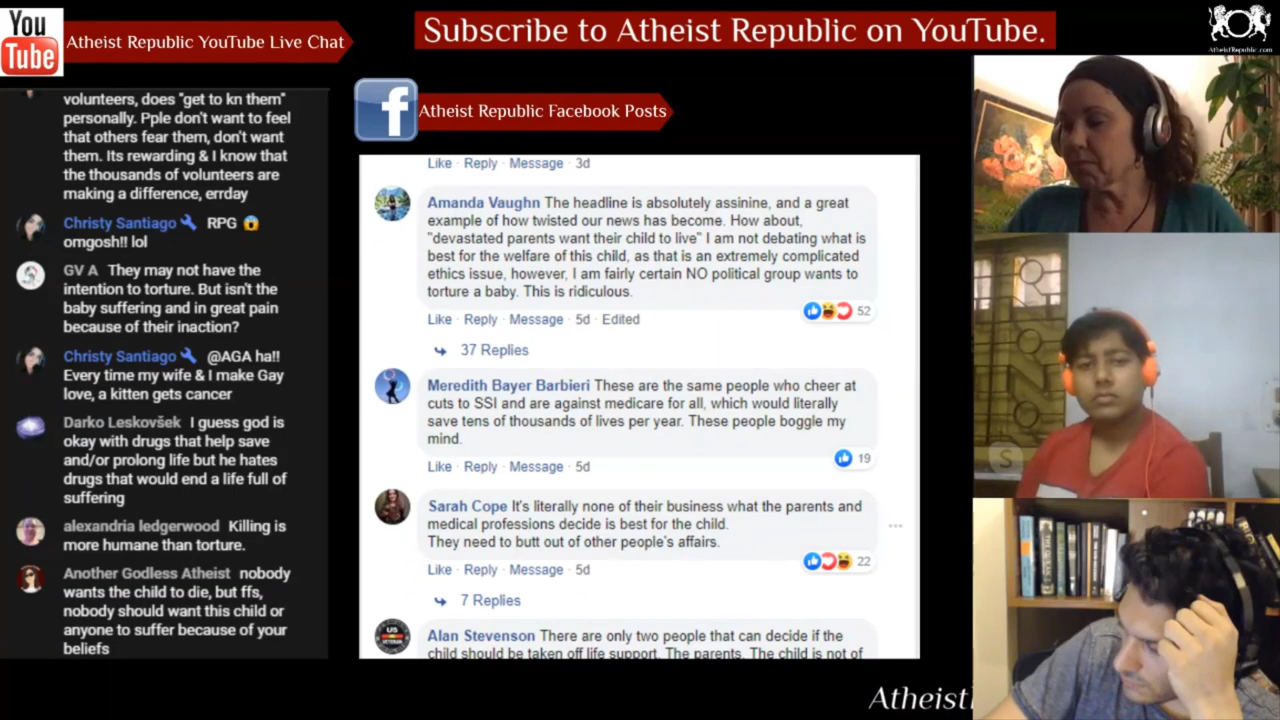 You
Tube
Atheist Republic YouTube Live Chat
Subscribe to Atheist Republic on YouTube.
AtheistRepublic.com
f
Atheist Republic Facebook Posts
volunteers, does "get to kn them"
personally. Pple don't want to feel
that others fear them, don't want
them. Its rewarding & I know that
the thousands of volunteers are
making a difference, errday
Christy Santiago RPG 😱
omgosh!! lol
GV A They may not have the
intention to torture. But isn't the
baby suffering and in great pain
because of their inaction?
Christy Santiago @AGA ha!!
Every time my wife & I make Gay
love, a kitten gets cancer
Darko Leskovšek I guess god is
okay with drugs that help save
and/or prolong life but he hates
drugs that would end a life full of
suffering
alexandria ledgerwood Killing is
more humane than torture.
Another Godless Atheist nobody
wants the child to die, but ffs,
nobody should want this child or
anyone to suffer because of your
beliefs
Like · Reply · Message · 3d
Amanda Vaughn The headline is absolutely assinine, and a great
example of how twisted our news has become. How about,
"devastated parents want their child to live" I am not debating what is
best for the welfare of this child, as that is an extremely complicated
ethics issue, however, I am fairly certain NO political group wants to
torture a baby. This is ridiculous.
52
Like · Reply · Message · 5d · Edited
37 Replies
Meredith Bayer Barbieri These are the same people who cheer at
cuts to SSI and are against medicare for all, which would literally
save tens of thousands of lives per year. These people boggle my
mind.
19
Like · Reply · Message · 5d
Sarah Cope It's literally none of their business what the parents and
medical professions decide is best for the child.
They need to butt out of other people's affairs.
22
Like · Reply · Message · 5d
7 Replies
Alan Stevenson There are only two people that can decide if the
child should be taken off life support. The parents. The child is not of
S
Atheist